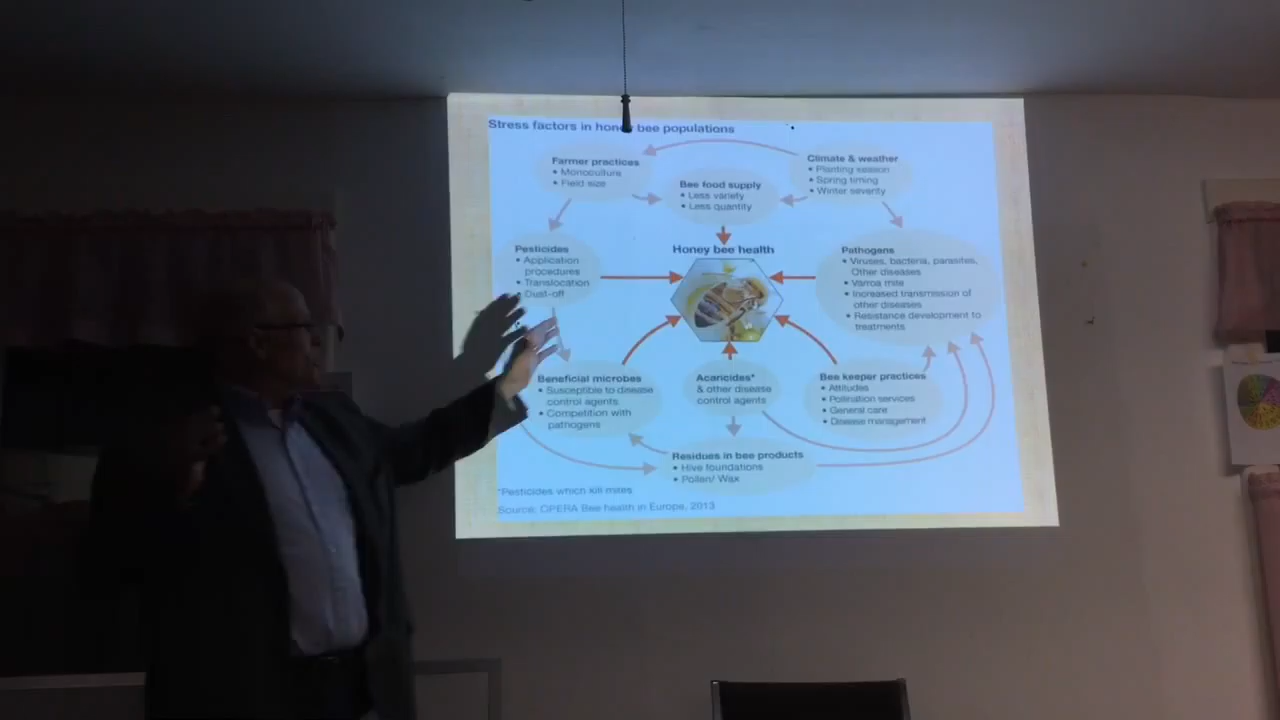 Stress factors in honey bee populations
Farmer practices
• Monoculture
• Field size
Climate & weather
• Planting season
• Spring timing
• Winter severity
Bee food supply
• Less variety
• Less quantity
Pesticides
• Application
procedures
• Translocation
• Dust-off
Honey bee health
Pathogens
• Viruses, bacteria, parasites,
Other diseases
• Varroa mite
• Increased transmission of
other diseases
• Resistance development to
treatments
Beneficial microbes
• Susceptible to disease
control agents
• Competition with
pathogens
Acaricides*
& other disease
control agents
Bee keeper practices
• Attitudes
• Pollination services
• General care
• Disease management
Residues in bee products
• Hive foundations
• Pollen/ Wax
*Pesticides which kill mites
Source: OPERA Bee health in Europe, 2013